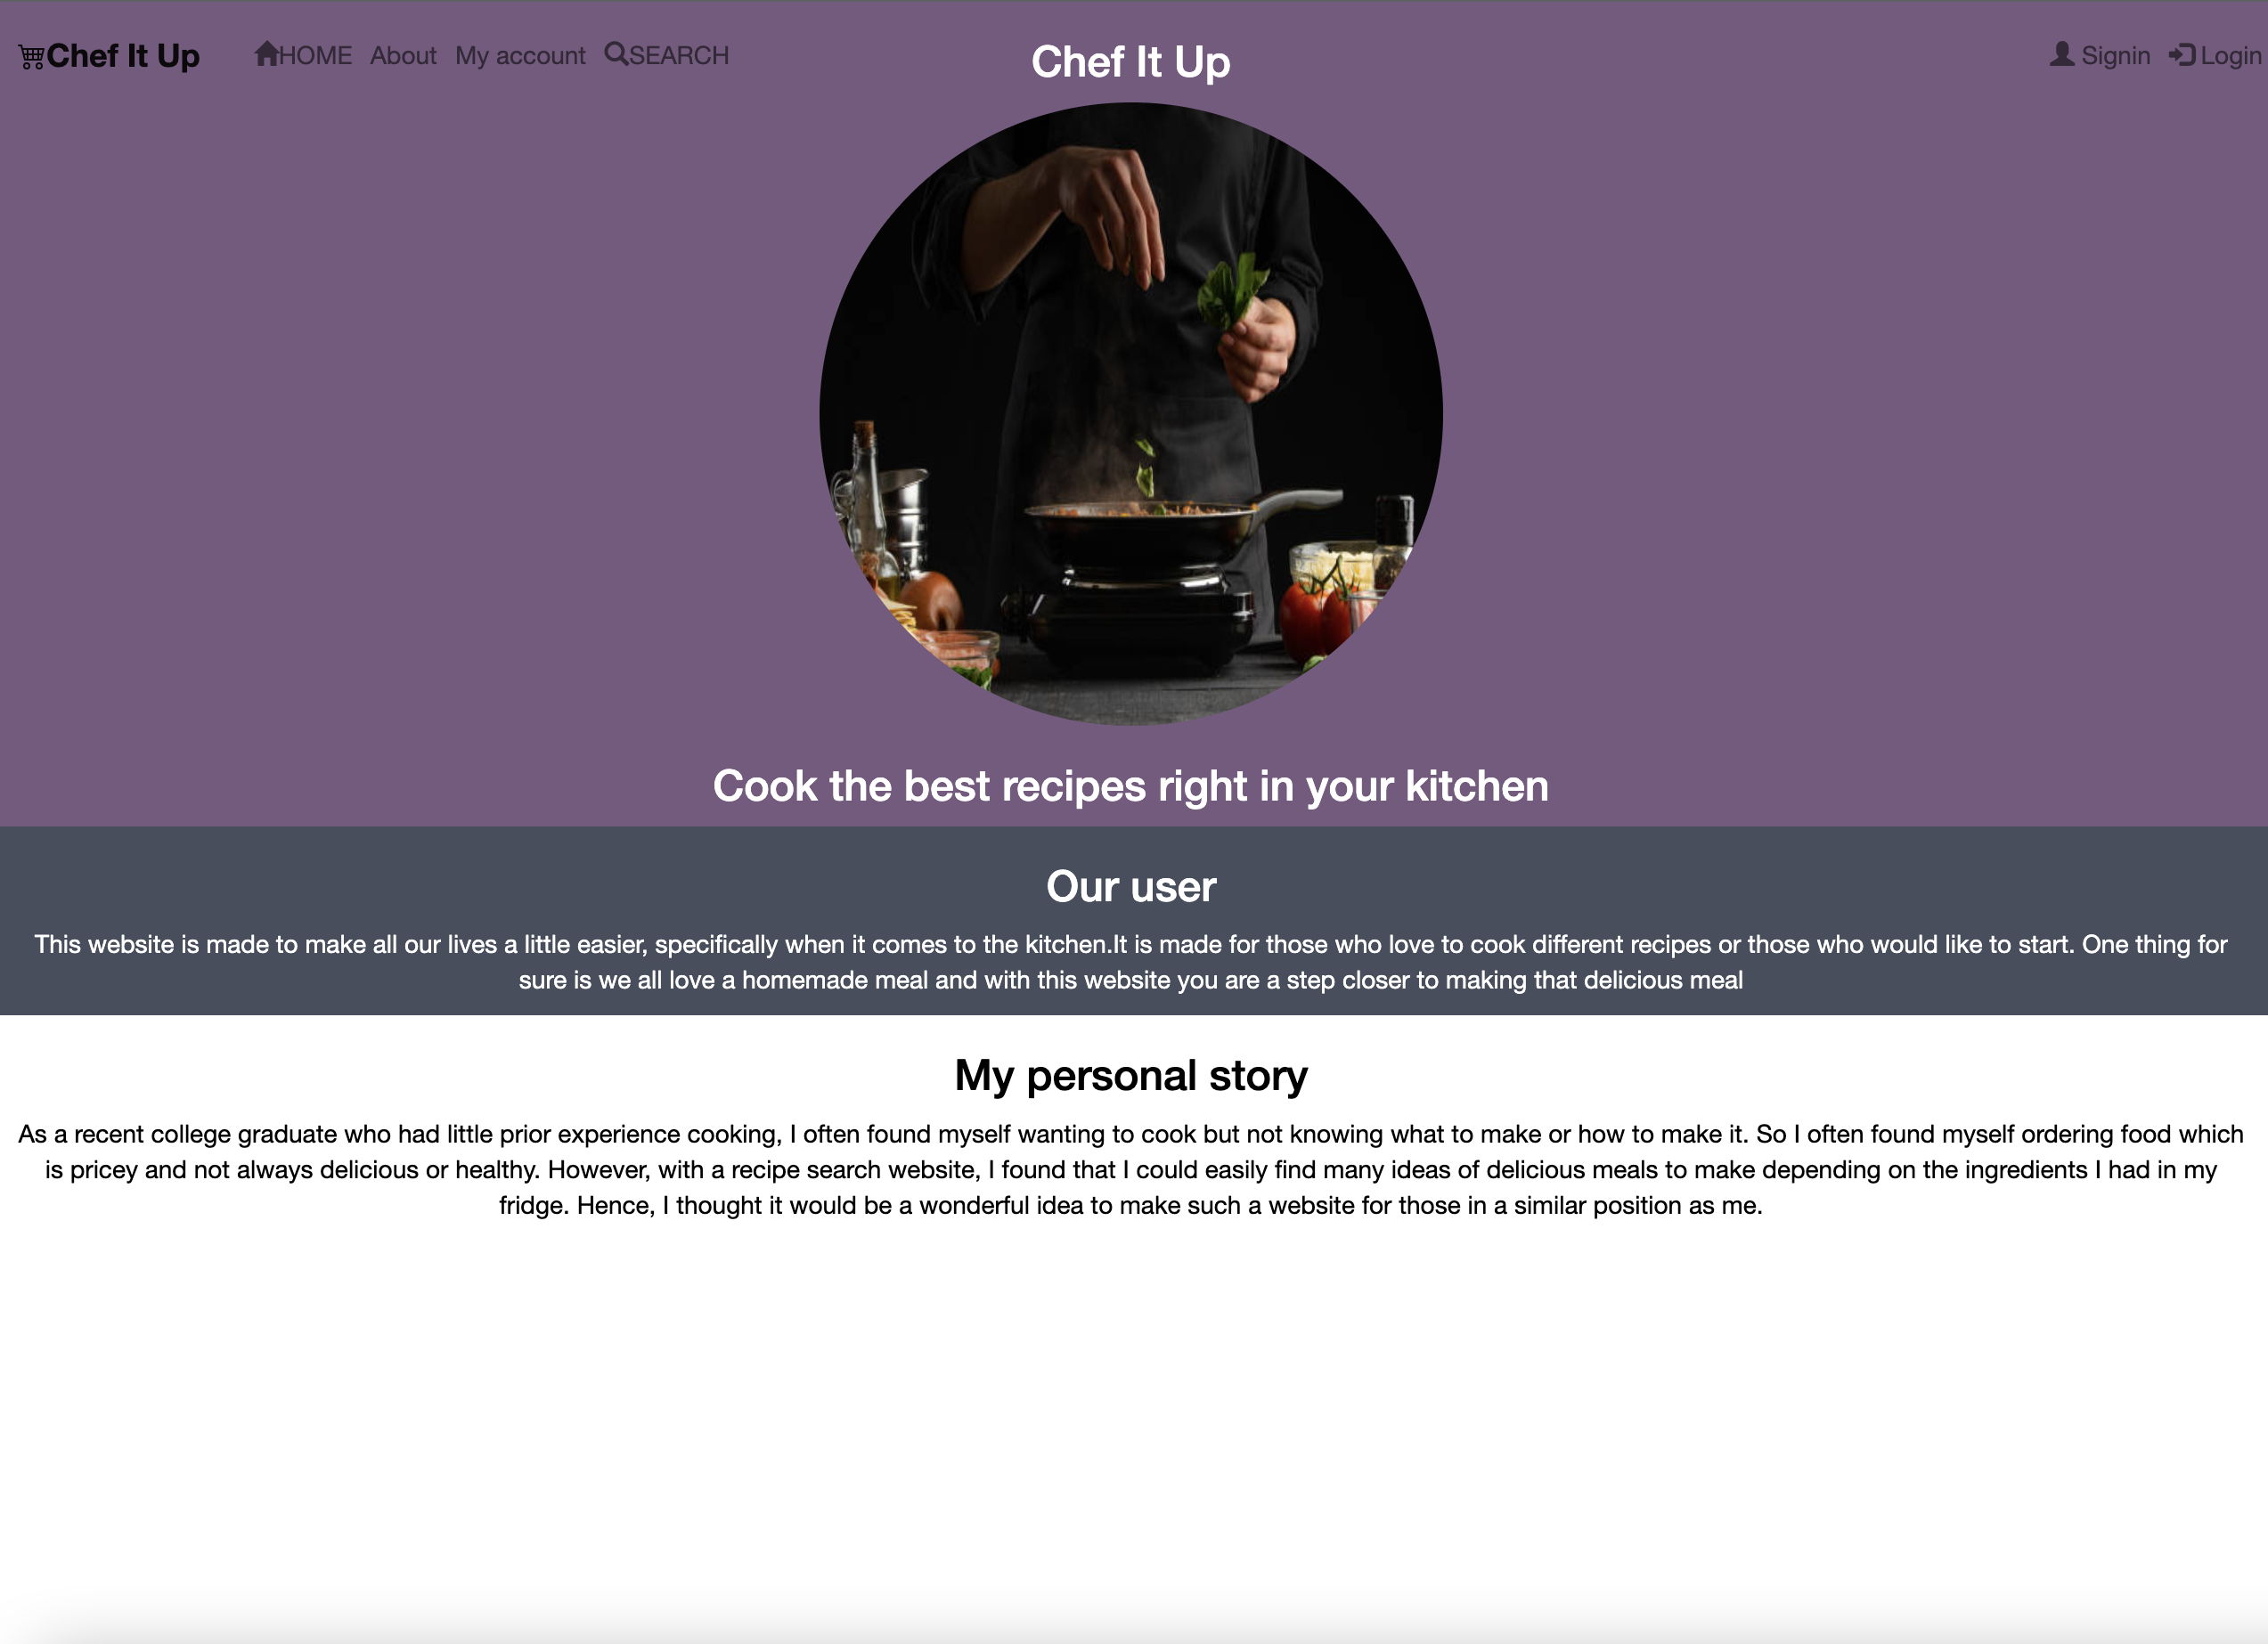 Chef It Up HOME About My account SEARCH Signin Login
Chef It Up
Cook the best recipes right in your kitchen
Our user
This website is made to make all our lives a little easier, specifically when it comes to the kitchen.It is made for those who love to cook different recipes or those who would like to start. One thing for
sure is we all love a homemade meal and with this website you are a step closer to making that delicious meal
My personal story
As a recent college graduate who had little prior experience cooking, I often found myself wanting to cook but not knowing what to make or how to make it. So I often found myself ordering food which
is pricey and not always delicious or healthy. However, with a recipe search website, I found that I could easily find many ideas of delicious meals to make depending on the ingredients I had in my
fridge. Hence, I thought it would be a wonderful idea to make such a website for those in a similar position as me.